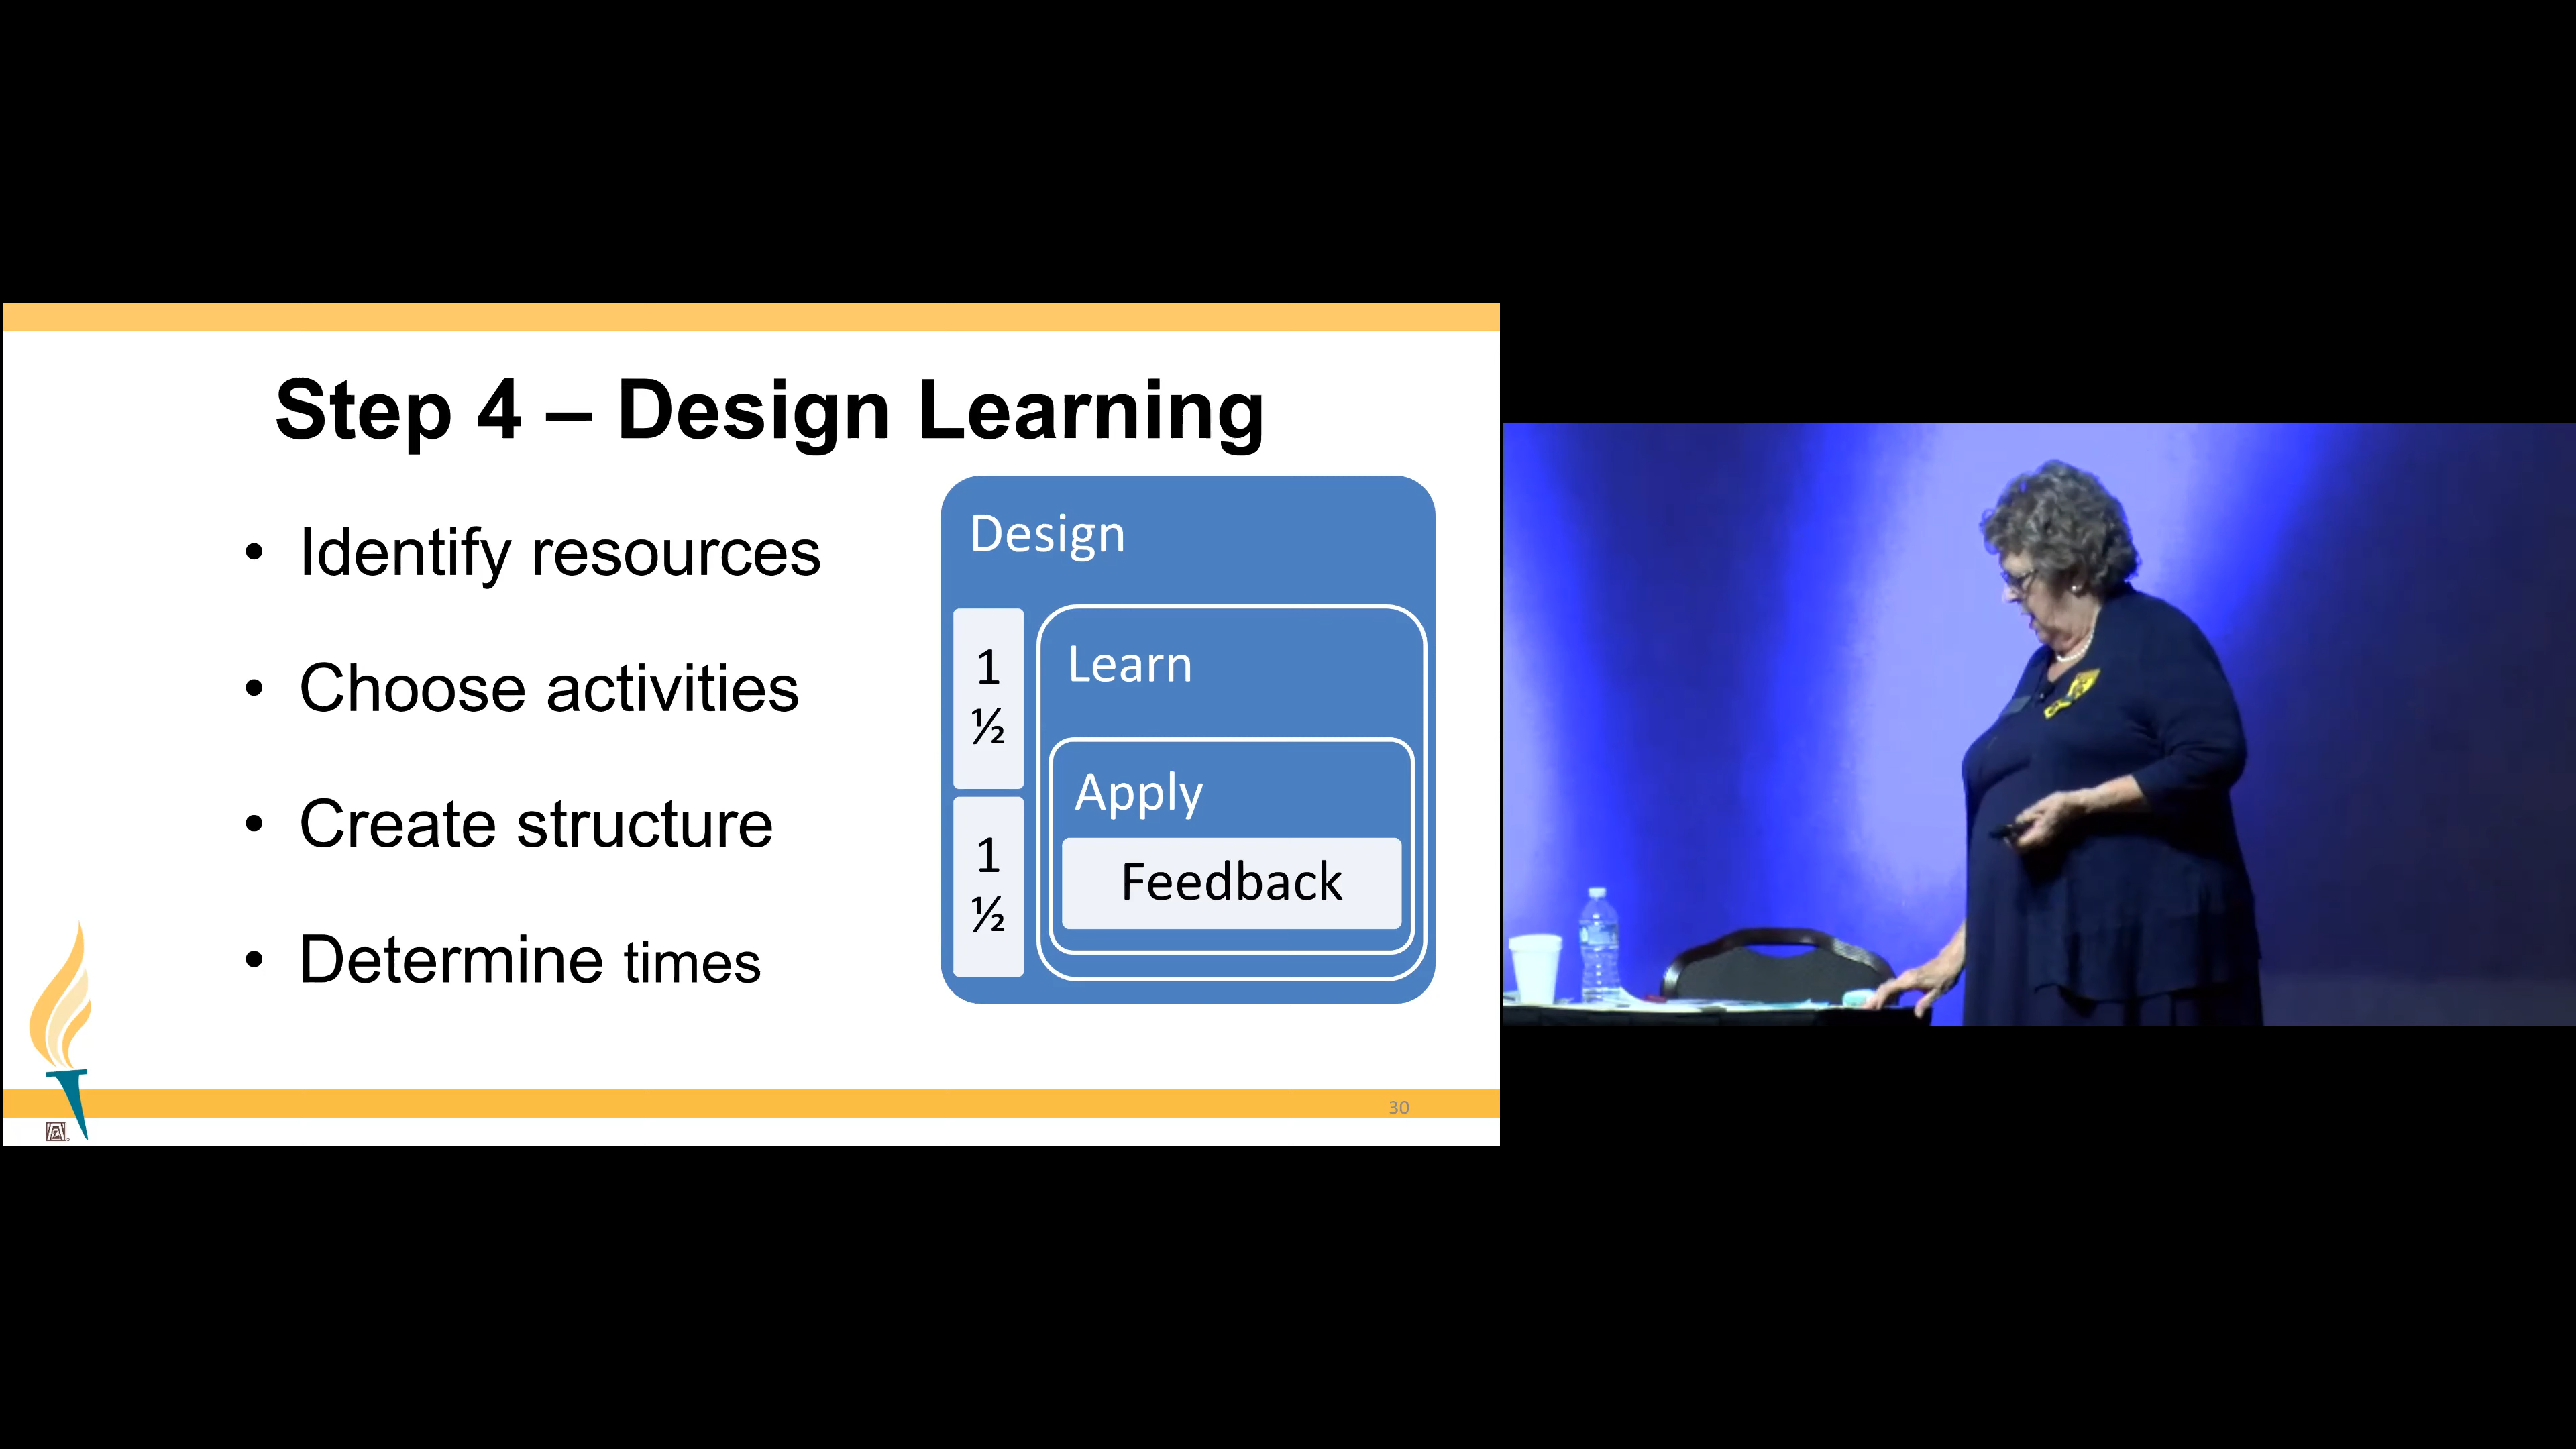 Step 4 – Design Learning
• Identify resources
• Choose activities
• Create structure
• Determine times
Design
1
½
1
½
Learn
Apply
Feedback
30